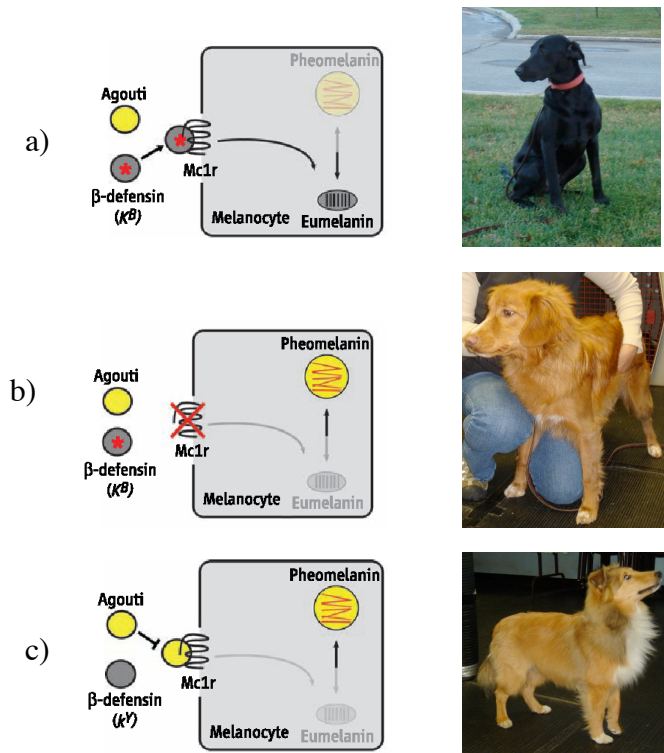 a)
Agouti
β-defensin
(K^B)
*
*
Mc1r
Pheomelanin
Melanocyte
Eumelanin
b)
Agouti
β-defensin
(K^B)
*
Mc1r
Pheomelanin
Melanocyte
Eumelanin
c)
Agouti
β-defensin
(k^Y)
Mc1r
Pheomelanin
Melanocyte
Eumelanin